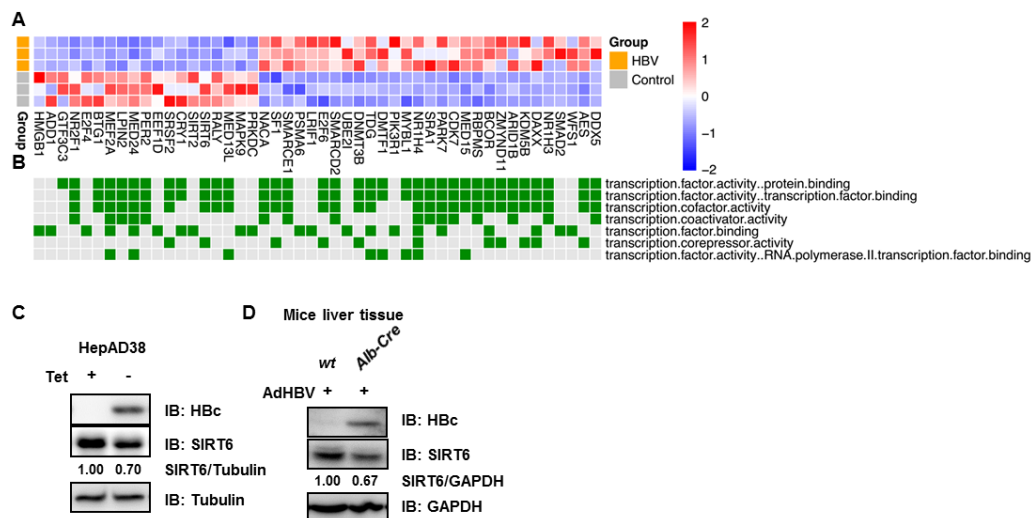 A
2
1
0
-1
-2
Group
HBV
Control
Group
HMGB1
ADD1
GTF3C3
NR2F1
E2F4
BTG1
MEF2A
LPIN2
MED24
PER2
EEF1D
SRSF2
CRY1
SIRT2
SIRT6
RALY
MED13L
MAPK9
PRKDC
NACA
SF1
SMARCE1
PSMA6
LRIF1
E2F6
SMARCD2
UBE2I
DNMT3B
TDG
DMTF1
PIK3R1
MYBL1
NR1H4
SRA1
PARK7
CDK7
MED15
RBPMS
BCOR
ZMYND11
ARID1B
KDM5B
DAXX
NR1H3
SMAD2
WFS1
AES
DDX5
B
transcription.factor.activity..protein.binding
transcription.factor.activity..transcription.factor.binding
transcription.cofactor.activity
transcription.coactivator.activity
transcription.factor.binding
transcription.corepressor.activity
transcription.factor.activity..RNA.polymerase.II.transcription.factor.binding
C
HepAD38
Tet + -
IB: HBc
IB: SIRT6
1.00 0.70 SIRT6/Tubulin
IB: Tubulin
D
Mice liver tissue
wt Alb-Cre
AdHBV + +
IB: HBc
IB: SIRT6
1.00 0.67 SIRT6/GAPDH
IB: GAPDH